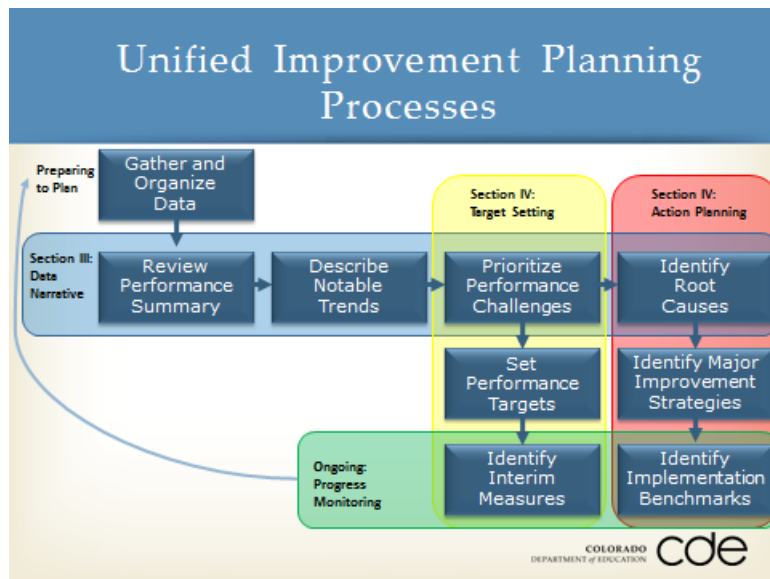 Unified Improvement Planning
Processes
Preparing
to Plan
Gather and
Organize
Data
Section IV:
Target Setting
Section IV:
Action Planning
Section III:
Data
Narrative
Review
Performance
Summary
Describe
Notable
Trends
Prioritize
Performance
Challenges
Identify
Root
Causes
Set
Performance
Targets
Identify Major
Improvement
Strategies
Ongoing:
Progress
Monitoring
Identify
Interim
Measures
Identify
Implementation
Benchmarks
COLORADO
DEPARTMENT of EDUCATION
cde